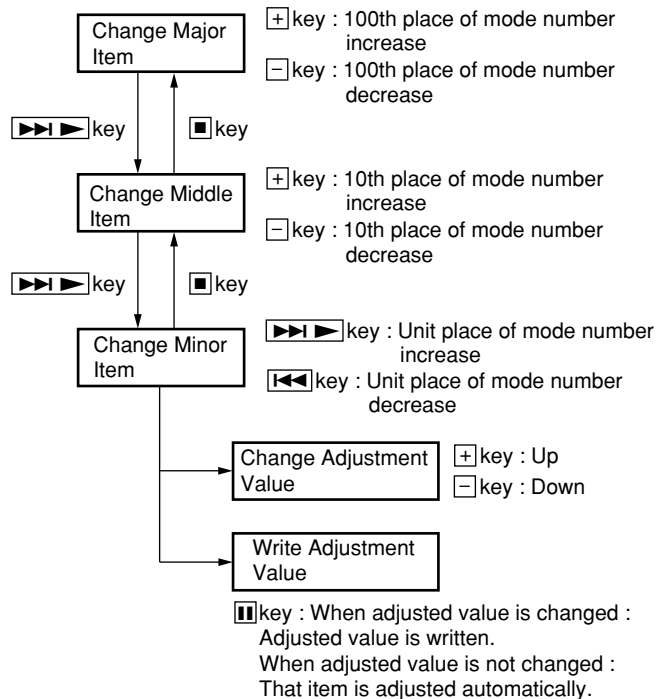 Change Major
Item
+ key : 100th place of mode number
increase
− key : 100th place of mode number
decrease
key
key
Change Middle
Item
+ key : 10th place of mode number
increase
− key : 10th place of mode number
decrease
key
key
Change Minor
Item
key : Unit place of mode number
increase
key : Unit place of mode number
decrease
Change Adjustment
Value
+ key : Up
− key : Down
Write Adjustment
Value
key : When adjusted value is changed :
Adjusted value is written.
When adjusted value is not changed :
That item is adjusted automatically.